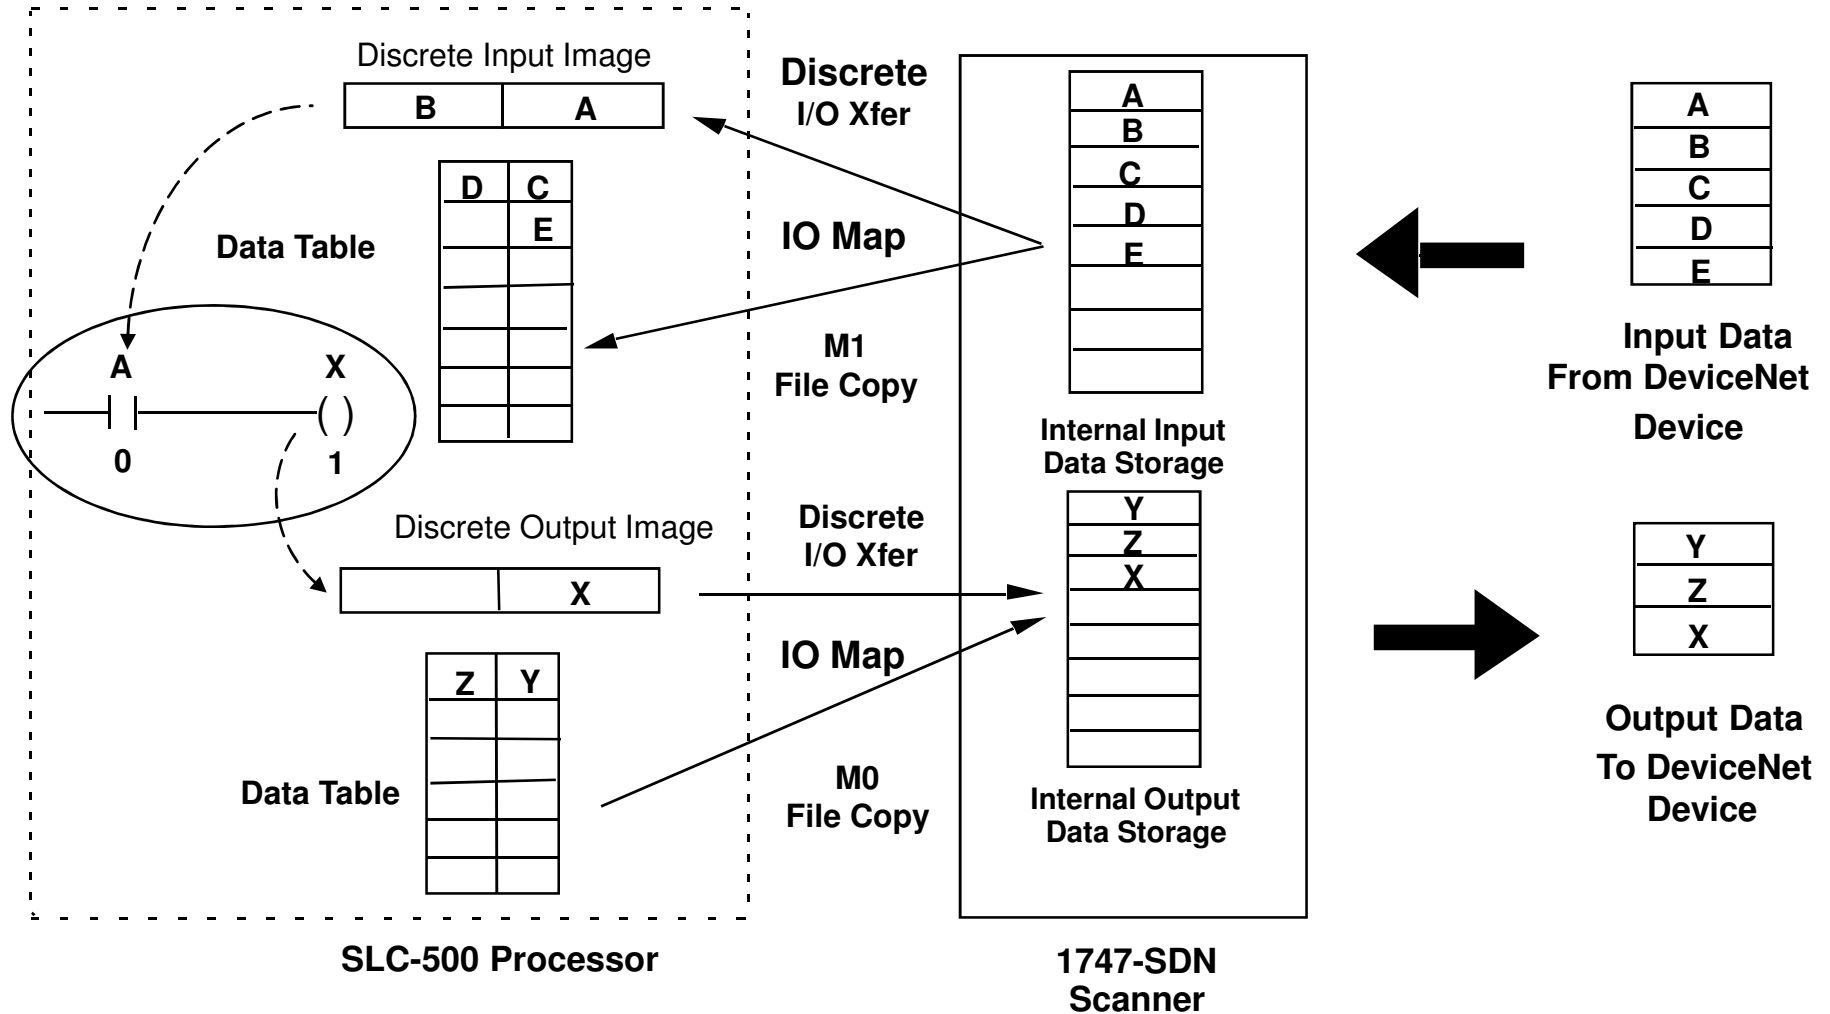 Discrete Input Image
B A
D C
E
Data Table
A X
0 1
Discrete Output Image
X
Z Y
Data Table
SLC-500 Processor
Discrete
I/O Xfer
IO Map
M1
File Copy
Discrete
I/O Xfer
IO Map
M0
File Copy
A
B
C
D
E
Internal Input
Data Storage
Y
Z
X
Internal Output
Data Storage
1747-SDN
Scanner
A
B
C
D
E
Input Data
From DeviceNet
Device
Y
Z
X
Output Data
To DeviceNet
Device